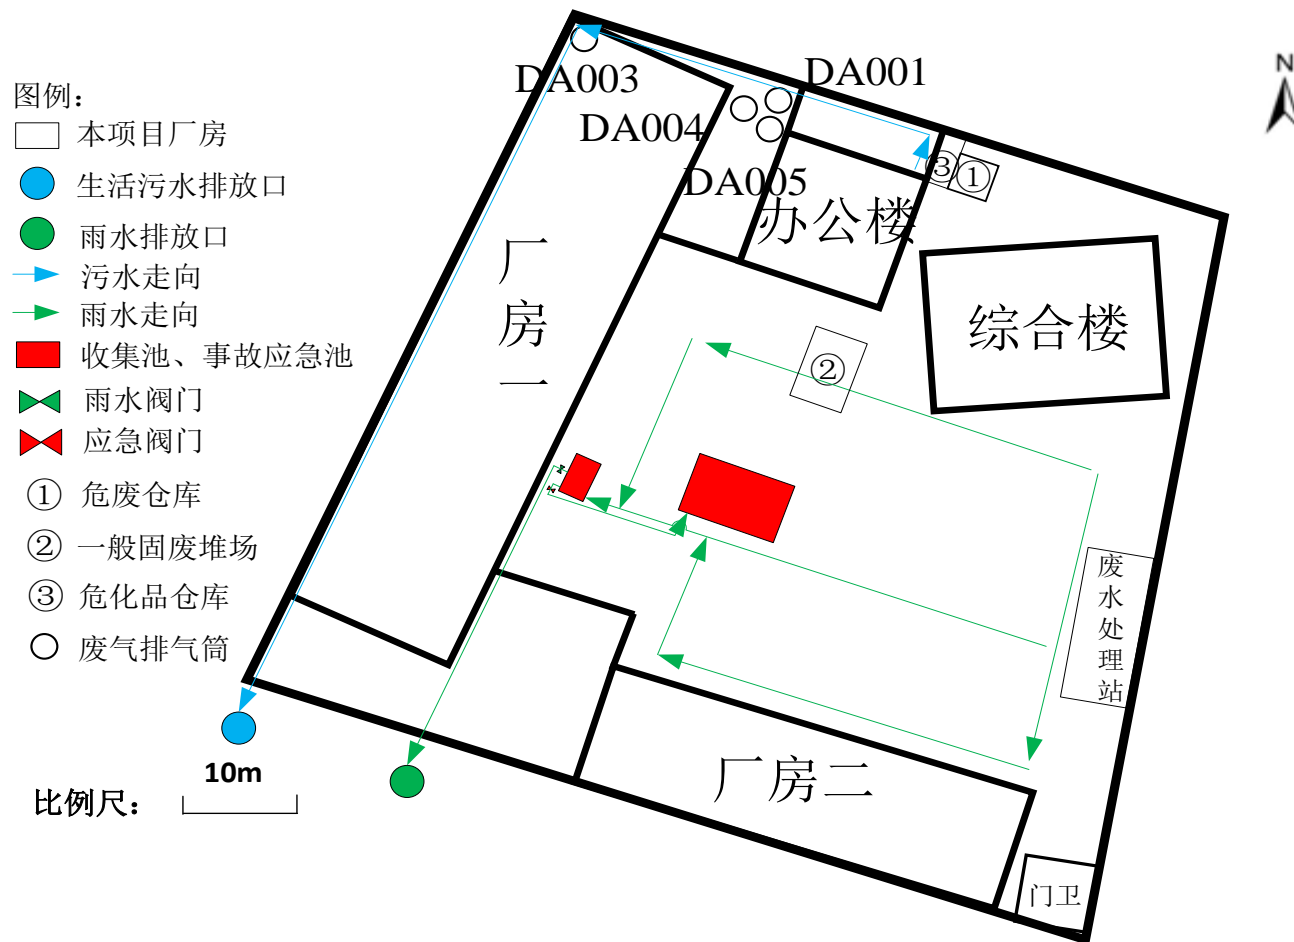 图例：
本项目厂房
生活污水排放口
雨水排放口
污水走向
雨水走向
收集池、事故应急池
雨水阀门
应急阀门
① 危废仓库
② 一般固废堆场
③ 危化品仓库
废气排气筒
10m
比例尺：
N
DA003
DA001
DA004
DA005
③
①
办公楼
厂房一
综合楼
②
废水处理站
厂房二
门卫